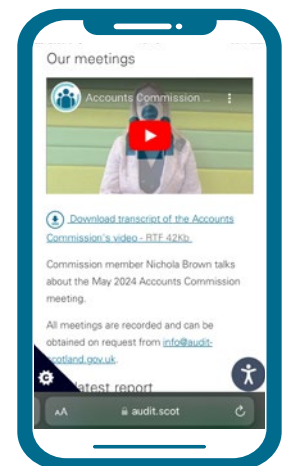 Our meetings
Accounts Commission ...
Download transcript of the Accounts
Commission's video - RTF 42Kb
Commission member Nichola Brown talks
about the May 2024 Accounts Commission
meeting.
All meetings are recorded and can be
obtained on request from info@audit-
scotland.gov.uk.
latest report
AA audit.scot